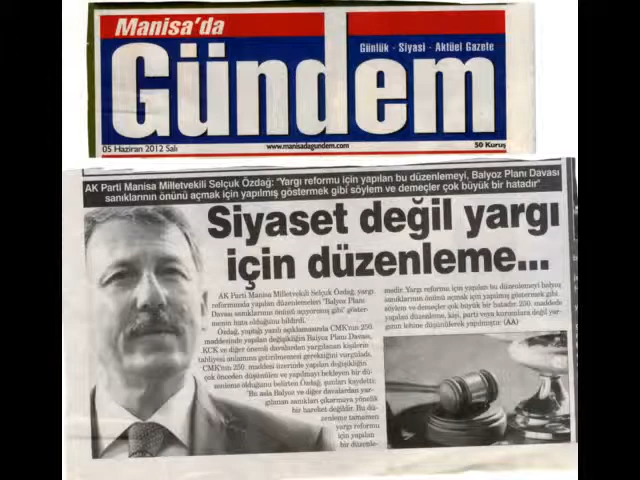 Manisa'da
Gündem
Günlük - Siyasi - Aktüel Gazete
05 Haziran 2012 Salı
www.manisadagundem.com
50 Kuruş
AK Parti Manisa Milletvekili Selçuk Özdağ: "Yargı reformu için yapılan bu düzenlemeyi, Balyoz Planı Davası
sanıklarının önünü açmak için yapılmış göstermek gibi söylem ve demeçler çok büyük bir hatadır"
Siyaset değil yargı
için düzenleme...
AK Parti Manisa Milletvekili Selçuk Özdağ, yargı
reformunda yapılan düzenlemeleri "Balyoz Planı
Davası sanıklarının önünü açıyormuş gibi" göster-
menin hata olduğunu bildirdi.
Özdağ, yaptığı yazılı açıklamasında CMK'nın 250.
maddesinde yapılan değişikliğin Balyoz Planı Davası,
KCK ve diğer önemli davalardan yargılanan kişilerin
tahliyesi anlamına getirilmemesi gerektiğini vurguladı.
CMK'nın 250. maddesi üzerinde yapılan değişikliğin
çok önceden düşünülen ve yapılmayı bekleyen bir dü-
zenleme olduğunu belirten Özdağ, şunları kaydetti:
"Bu asla Balyoz ve diğer davalardan yar-
gılanan sanıkları çıkarmaya yönelik
bir hareket değildir. Bu dü-
zenleme tamamen
yargı reformu
için yapılan
bir düzenle-
medir. Yargı reformu için yapılan bu düzenlemeyi balyoz
sanıklarının önünü açmak için yapılmış göstermek gibi
söylem ve demeçler çok büyük bir hatadır. 250. maddede
yapılan düzenleme, kişi, parti veya kurumlara değil yar-
gının lehine düşünülerek yapılmıştır. (AA)